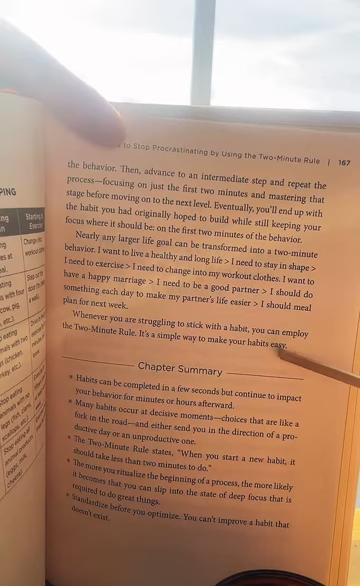 to Stop Procrastinating by Using the Two-Minute Rule | 167
the behavior. Then, advance to an intermediate step and repeat the
process—focusing on just the first two minutes and mastering that
stage before moving on to the next level. Eventually, you'll end up with
the habit you had originally hoped to build while still keeping your
focus where it should be: on the first two minutes of the behavior.
Nearly any larger life goal can be transformed into a two-minute
behavior. I want to live a healthy and long life > I need to stay in shape >
I need to exercise > I need to change into my workout clothes. I want to
have a happy marriage > I need to be a good partner > I should do
something each day to make my partner's life easier > I should meal
plan for next week.
Whenever you are struggling to stick with a habit, you can employ
the Two-Minute Rule. It's a simple way to make your habits easy.
Chapter Summary
Habits can be completed in a few seconds but continue to impact
your behavior for minutes or hours afterward.
Many habits occur at decisive moments—choices that are like a
fork in the road—and either send you in the direction of a pro-
ductive day or an unproductive one.
The Two-Minute Rule states, "When you start a new habit, it
should take less than two minutes to do."
The more you ritualize the beginning of a process, the more likely
it becomes that you can slip into the state of deep focus that is
required to do great things.
Standardize before you optimize. You can't improve a habit that
doesn't exist.